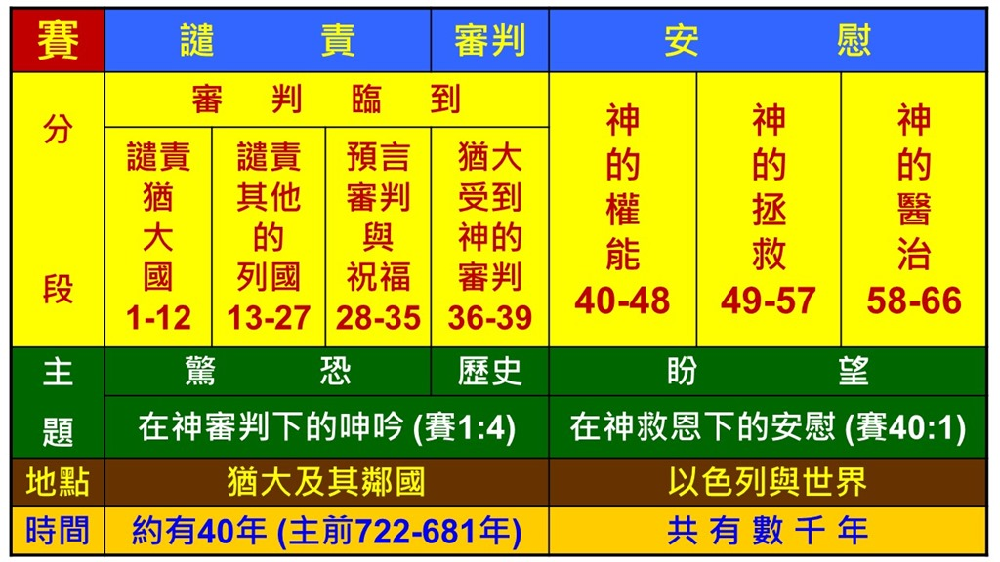 賽 譴責 審判 安慰
分段
審判臨到
譴責
猶
大
國
1-12
譴責
其他
的
列國
13-27
預言
審判
與
祝福
28-35
猶大
受到
神的
審判
36-39
神
的
權
能
40-48
神
的
拯
救
49-57
神
的
醫
治
58-66
主題
驚恐 歷史 盼望
在神審判下的呻吟 (賽1:4) 在神救恩下的安慰 (賽40:1)
地點 猶大及其鄰國 以色列與世界
時間 約有40年 (主前722-681年) 共有數千年